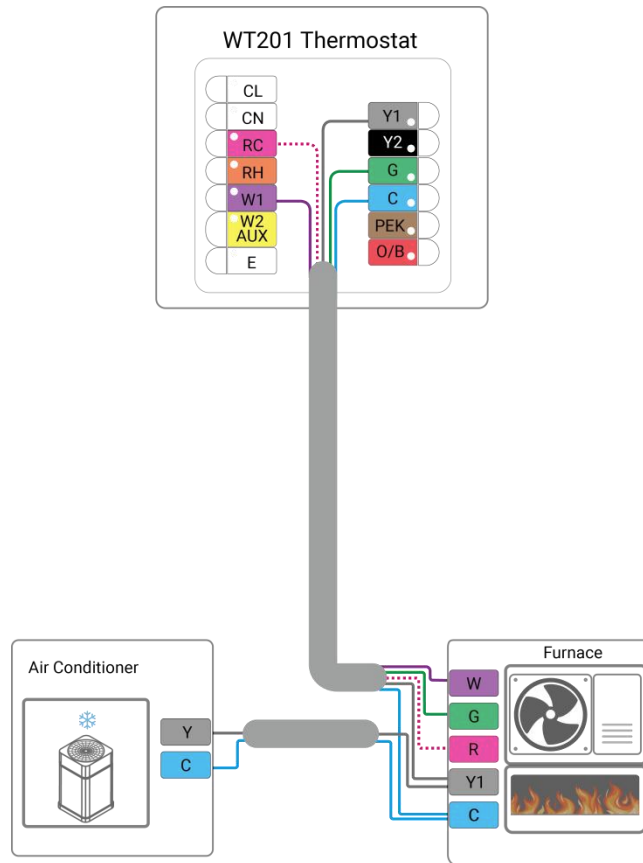 WT201 Thermostat
CL
CN
RC
RH
W1
W2
AUX
E
Y1
Y2
G
C
PEK
O/B
Air Conditioner
Y
C
Furnace
W
G
R
Y1
C